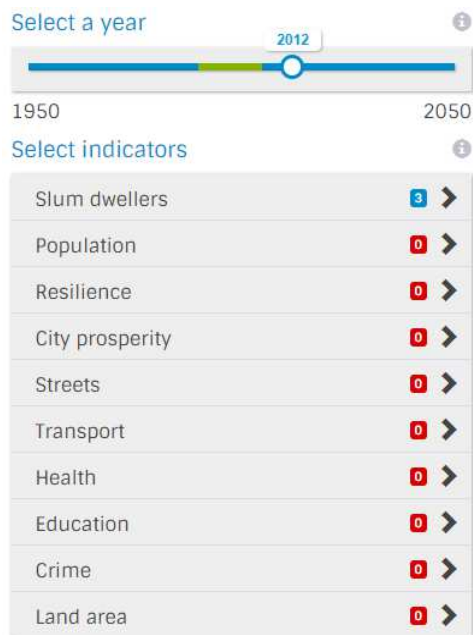 Select a year
2012
1950 2050
Select indicators
Slum dwellers 3
Population 0
Resilience 0
City prosperity 0
Streets 0
Transport 0
Health 0
Education 0
Crime 0
Land area 0